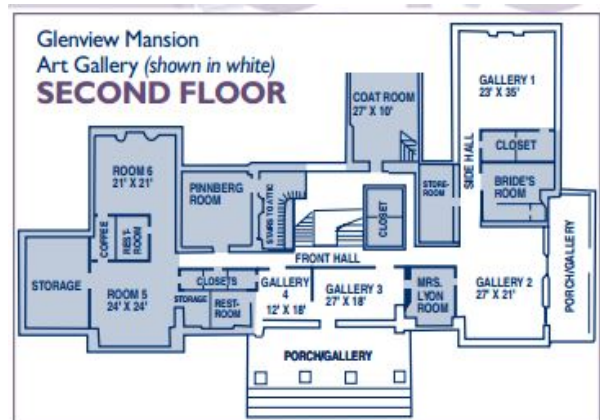 Glenview Mansion
Art Gallery (shown in white)
SECOND FLOOR
GALLERY 1
23' X 35'
COAT ROOM
27' X 10'
CLOSET
SIDE HALL
BRIDE'S
ROOM
STORE-
ROOM
ROOM 6
21' X 21'
PINNBERG
ROOM
STAIRS TO ATTIC
CLOSET
COFFEE
REST-
ROOM
FRONT HALL
PORCH/GALLERY
STORAGE
ROOM 5
24' X 24'
CLOSETS
STORAGE
REST-
ROOM
GALLERY
4
12' X 18'
GALLERY 3
27' X 18'
MRS.
LYON
ROOM
GALLERY 2
27' X 21'
PORCH/GALLERY